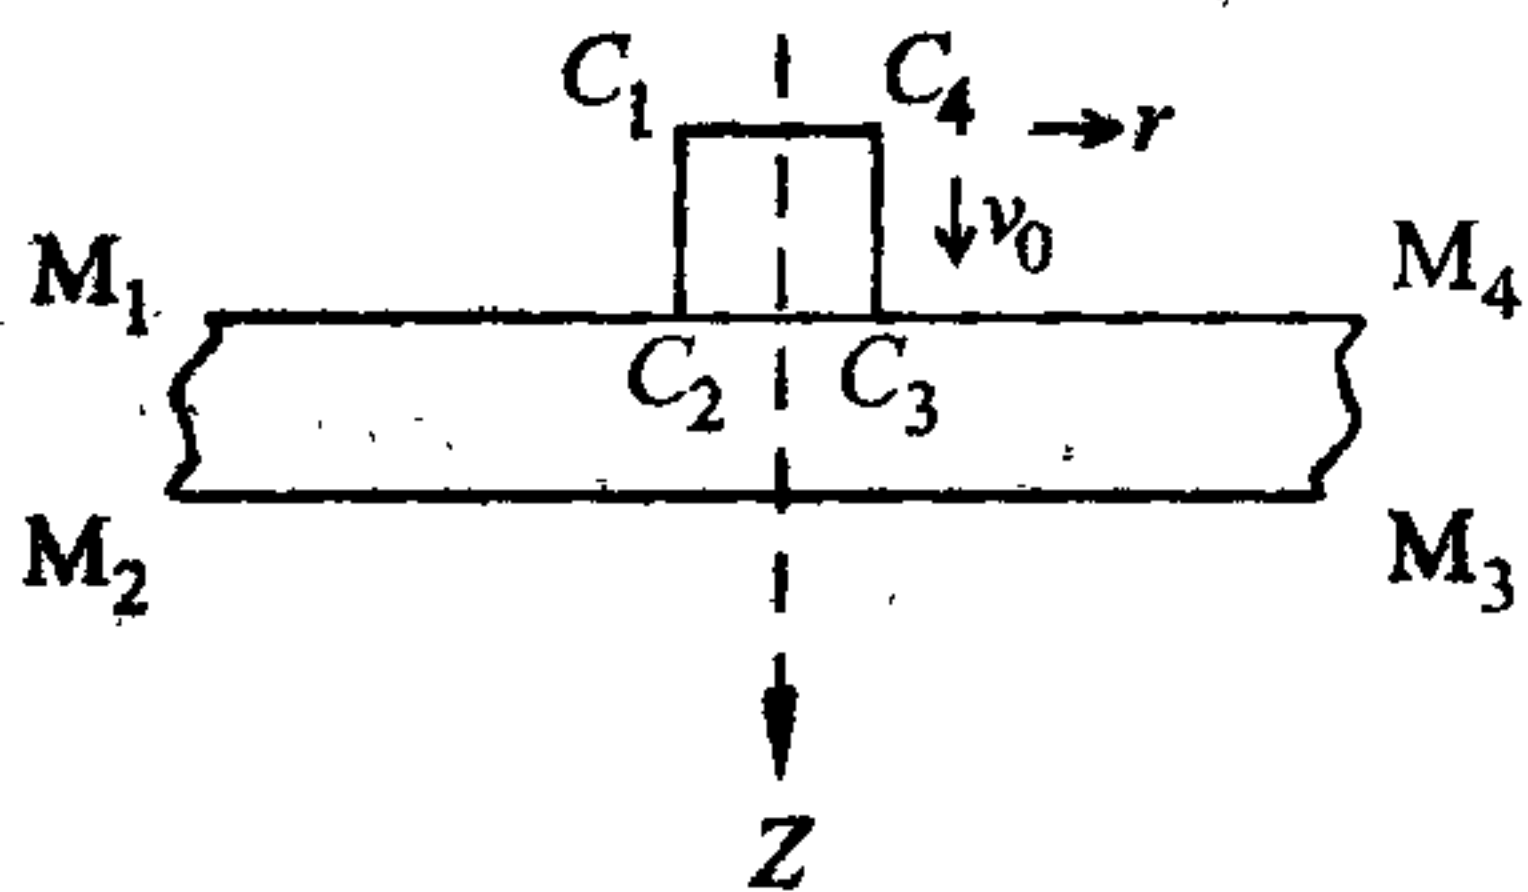 C₁ C₄ → r
↓ v₀
M₁ M₄
C₂ C₃
M₂ M₃
Z